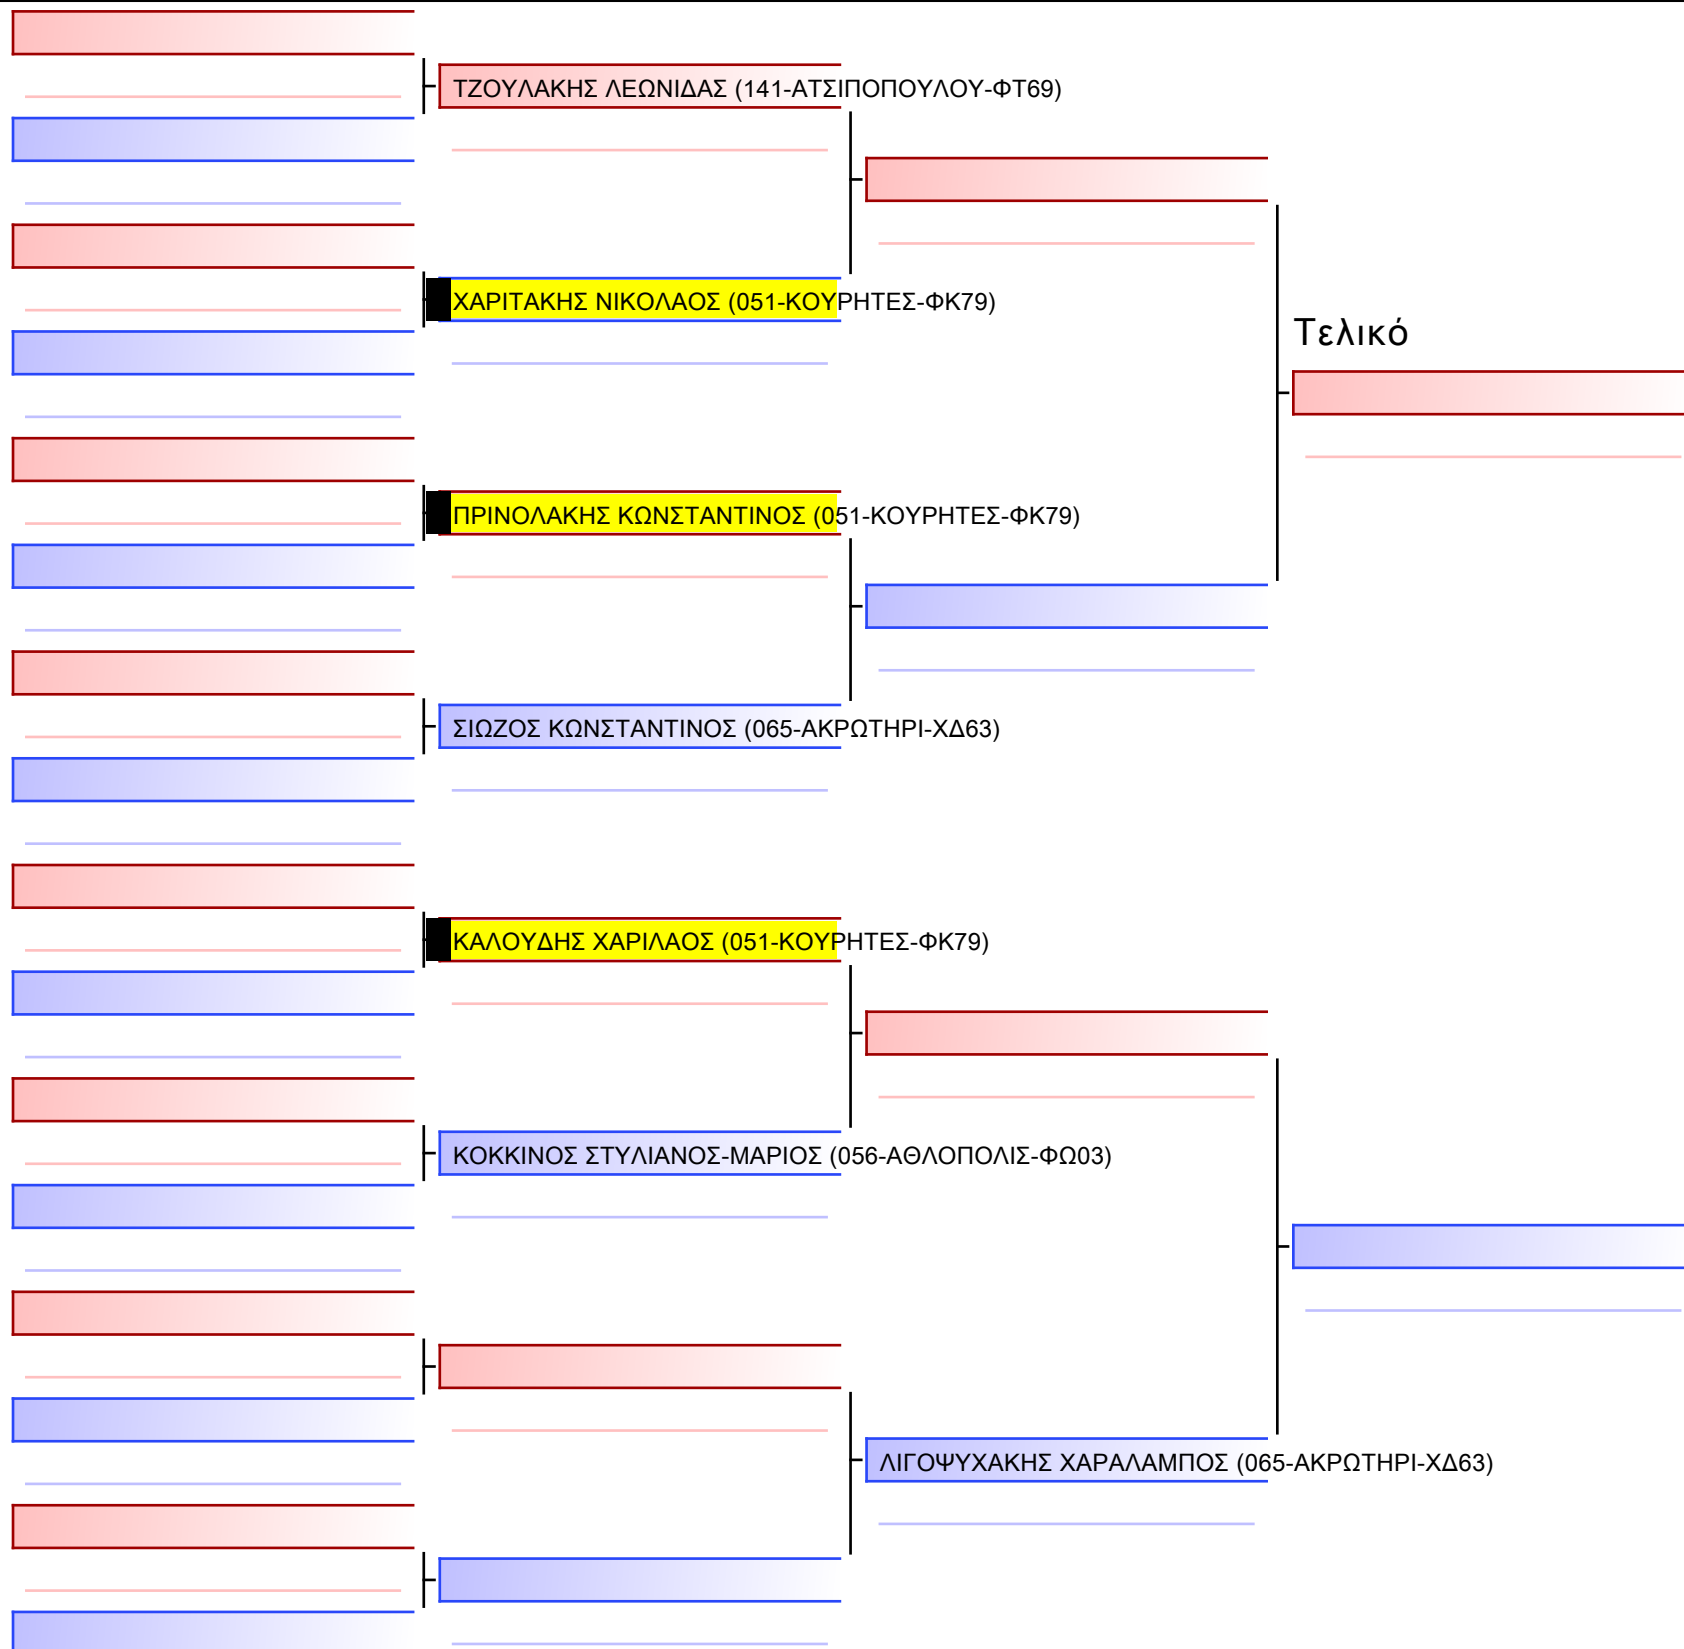 ΤΖΟΥΛΑΚΗΣ ΛΕΩΝΙΔΑΣ (141-ΑΤΣΙΠΟΠΟΥΛΟΥ-ΦΤ69)
ΧΑΡΙΤΑΚΗΣ ΝΙΚΟΛΑΟΣ (051-ΚΟΥΡΗΤΕΣ-ΦΚ79)
Τελικό
ΠΡΙΝΟΛΑΚΗΣ ΚΩΝΣΤΑΝΤΙΝΟΣ (051-ΚΟΥΡΗΤΕΣ-ΦΚ79)
ΣΙΩΖΟΣ ΚΩΝΣΤΑΝΤΙΝΟΣ (065-ΑΚΡΩΤΗΡΙ-ΧΔ63)
ΚΑΛΟΥΔΗΣ ΧΑΡΙΛΑΟΣ (051-ΚΟΥΡΗΤΕΣ-ΦΚ79)
ΚΟΚΚΙΝΟΣ ΣΤΥΛΙΑΝΟΣ-ΜΑΡΙΟΣ (056-ΑΘΛΟΠΟΛΙΣ-ΦΩ03)
ΛΙΓΟΨΥΧΑΚΗΣ ΧΑΡΑΛΑΜΠΟΣ (065-ΑΚΡΩΤΗΡΙ-ΧΔ63)